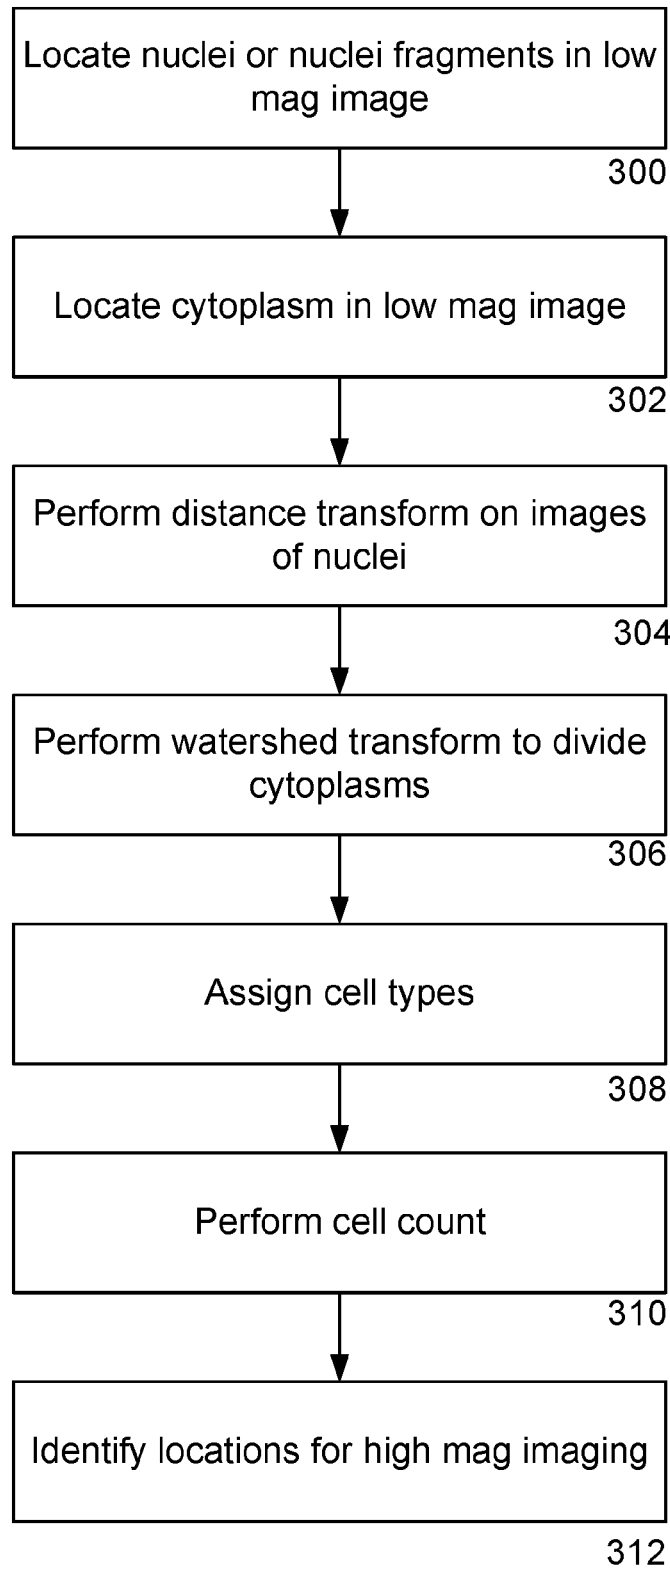 Locate nuclei or nuclei fragments in low
mag image
300
Locate cytoplasm in low mag image
302
Perform distance transform on images
of nuclei
304
Perform watershed transform to divide
cytoplasms
306
Assign cell types
308
Perform cell count
310
Identify locations for high mag imaging
312